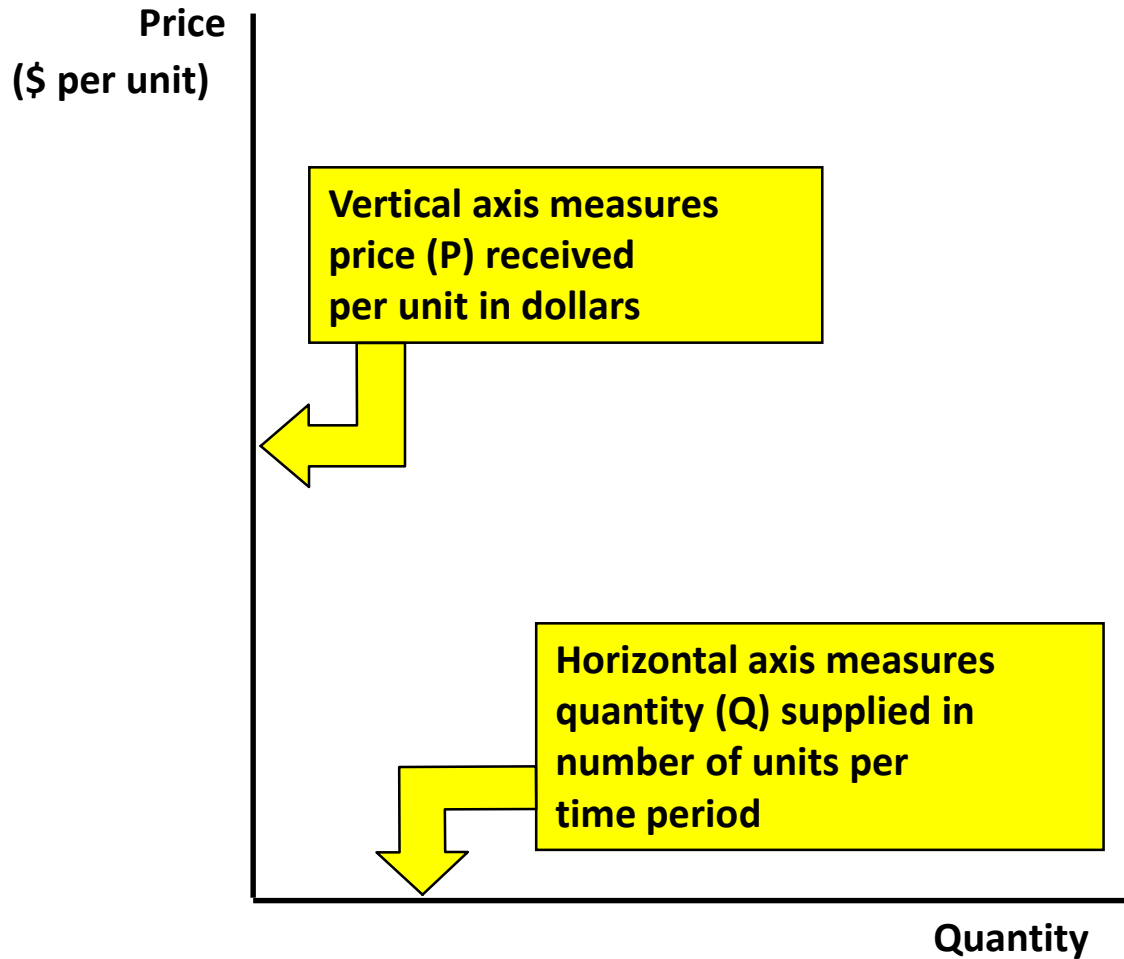 Price
($ per unit)
Vertical axis measures
price (P) received
per unit in dollars
Horizontal axis measures
quantity (Q) supplied in
number of units per
time period
Quantity